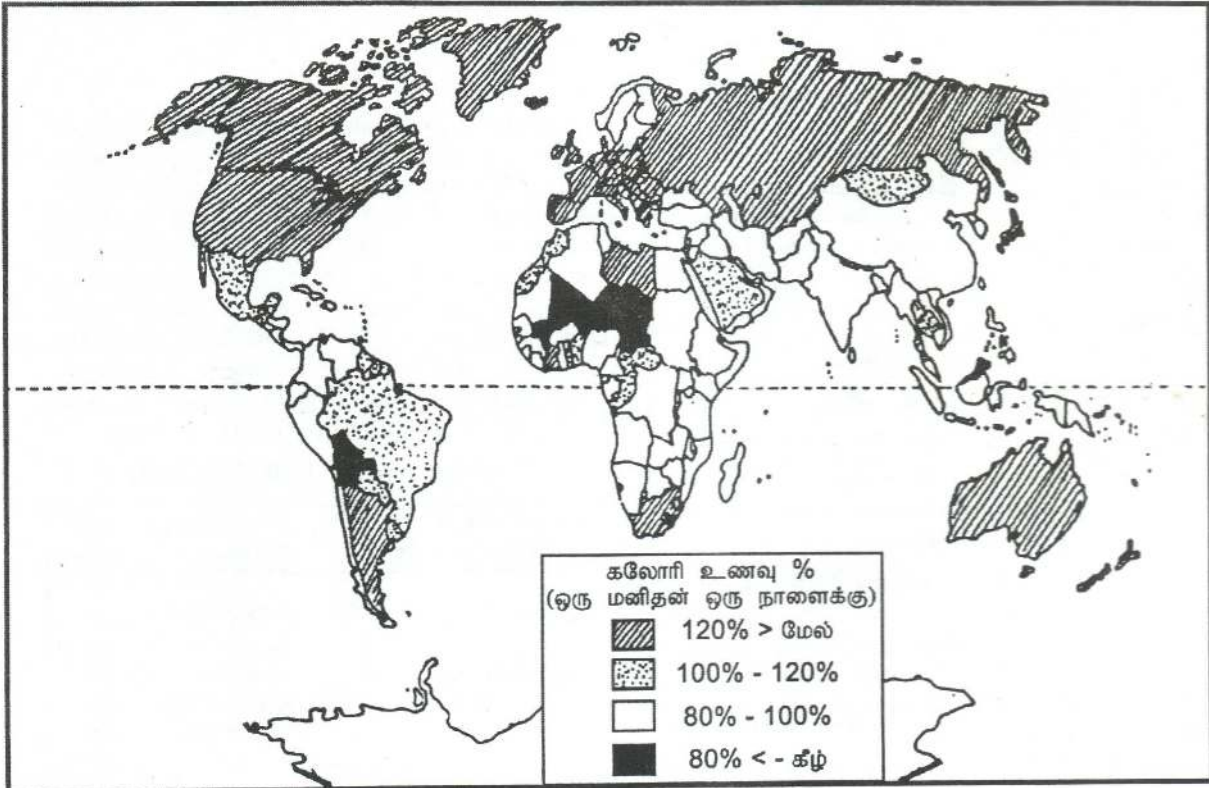 கலோரி உணவு %
(ஒரு மனிதன் ஒரு நாளைக்கு)
120% > மேல்
100% - 120%
80% - 100%
80% < - கீழ்